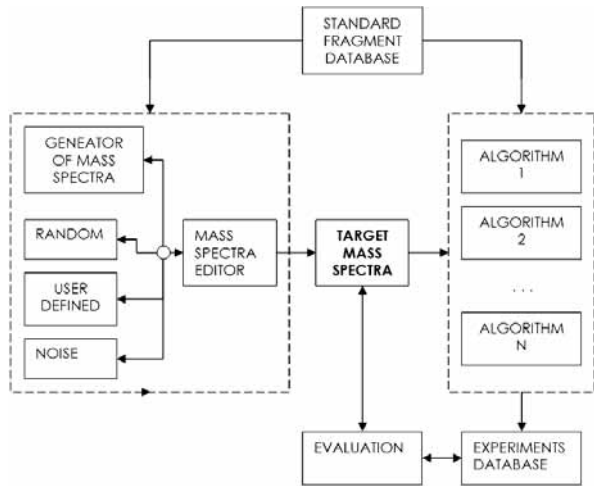 STANDARD
FRAGMENT
DATABASE
GENEATOR
OF MASS
SPECTRA
RANDOM
USER
DEFINED
NOISE
MASS
SPECTRA
EDITOR
TARGET
MASS
SPECTRA
ALGORITHM
1
ALGORITHM
2
. . .
ALGORITHM
N
EVALUATION
EXPERIMENTS
DATABASE